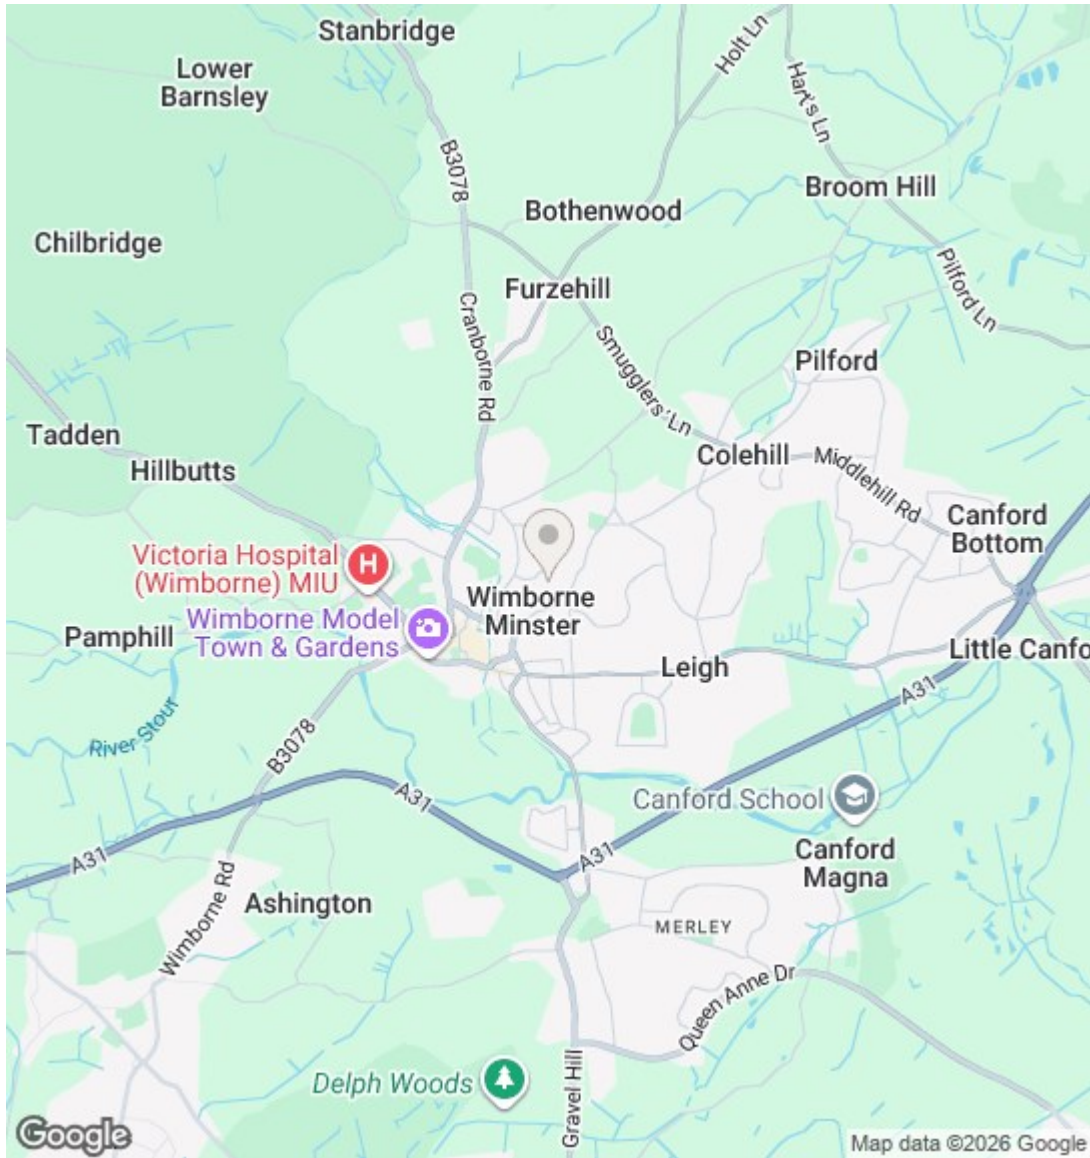 Stanbridge
Lower
Barnsley
Holt Ln
Hart's Ln
B3078
Broom Hill
Bothenwood
Chilbridge
Pilford Ln
Furzehill
Cranborne Rd
Smugglers' Ln
Pilford
Tadden
Hillbutts
Colehill
Middlehill Rd
Canford
Bottom
Victoria Hospital
(Wimborne) MIU
H
Wimborne
Minster
Wimborne Model
Town & Gardens
Pamphill
Leigh
Little Canfo
A31
River Stour
B3078
A31
Canford School
A31
A31
Canford
Magna
Wimborne Rd
Ashington
MERLEY
Queen Anne Dr
Delph Woods
Gravel Hill
Google
Map data ©2026 Google